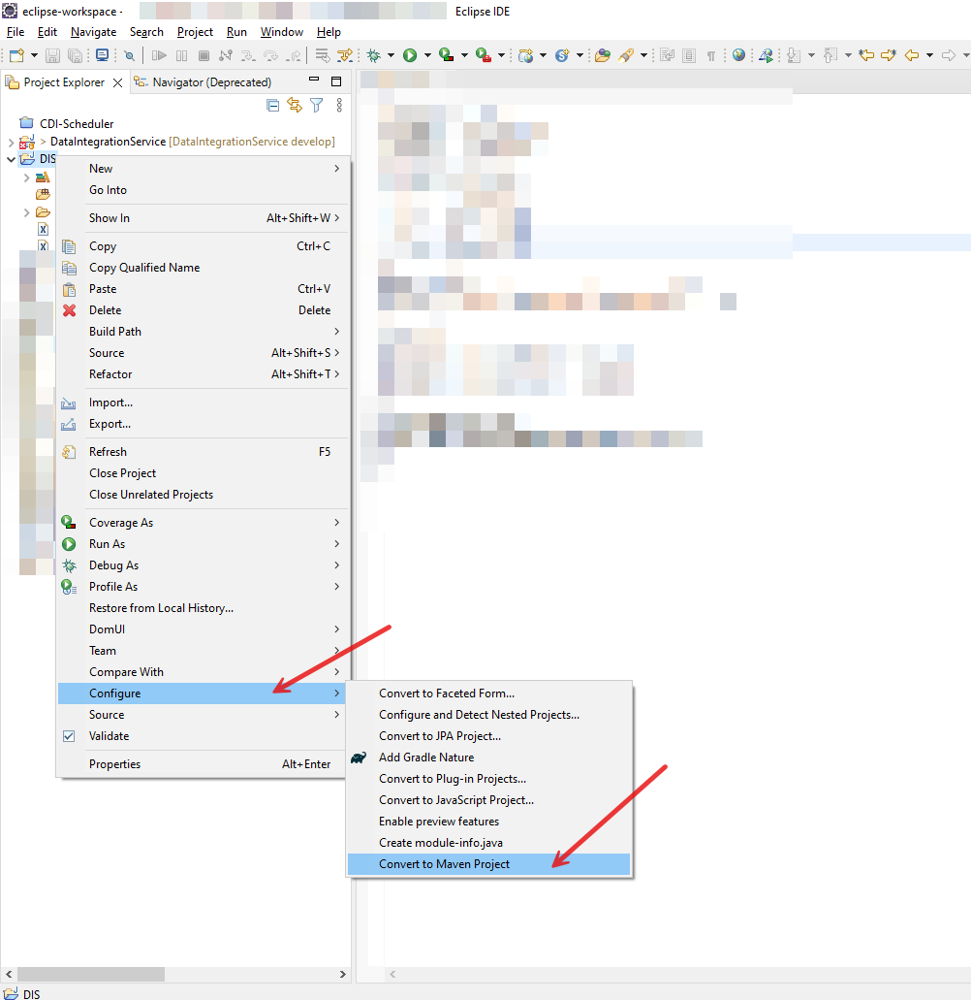 eclipse-workspace - Eclipse IDE
File Edit Navigate Search Project Run Window Help
Project Explorer Navigator (Deprecated)
CDI-Scheduler
> DataIntegrationService [DataIntegrationService develop]
DIS
New
Go Into
Show In Alt+Shift+W
Copy Ctrl+C
Copy Qualified Name
Paste Ctrl+V
Delete Delete
Build Path
Source Alt+Shift+S
Refactor Alt+Shift+T
Import...
Export...
Refresh F5
Close Project
Close Unrelated Projects
Coverage As
Run As
Debug As
Profile As
Restore from Local History...
DomUI
Team
Compare With
Configure
Source
Validate
Properties Alt+Enter
Convert to Faceted Form...
Configure and Detect Nested Projects...
Convert to JPA Project...
Add Gradle Nature
Convert to Plug-in Projects...
Convert to JavaScript Project...
Enable preview features
Create module-info.java
Convert to Maven Project
DIS